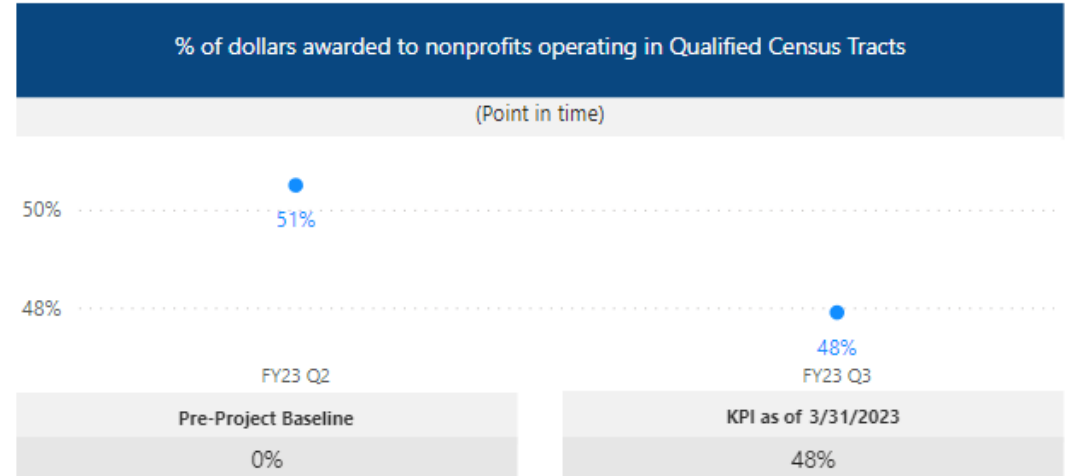 % of dollars awarded to nonprofits operating in Qualified Census Tracts
(Point in time)
50%
51%
48%
48%
FY23 Q2
FY23 Q3
Pre-Project Baseline
KPI as of 3/31/2023
0%
48%